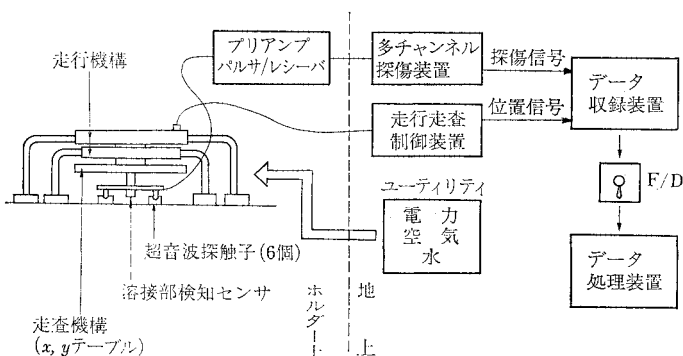 走行機構
プリアンプ
パルサ/レシーバ
多チャンネル
探傷装置
探傷信号
データ
収録装置
走行走査
制御装置
位置信号
F/D
ユーティリティ
電力
空気
水
データ
処理装置
超音波探触子(6個)
溶接部検知センサ
走査機構
(x, yテーブル)
ホルダー上
地上